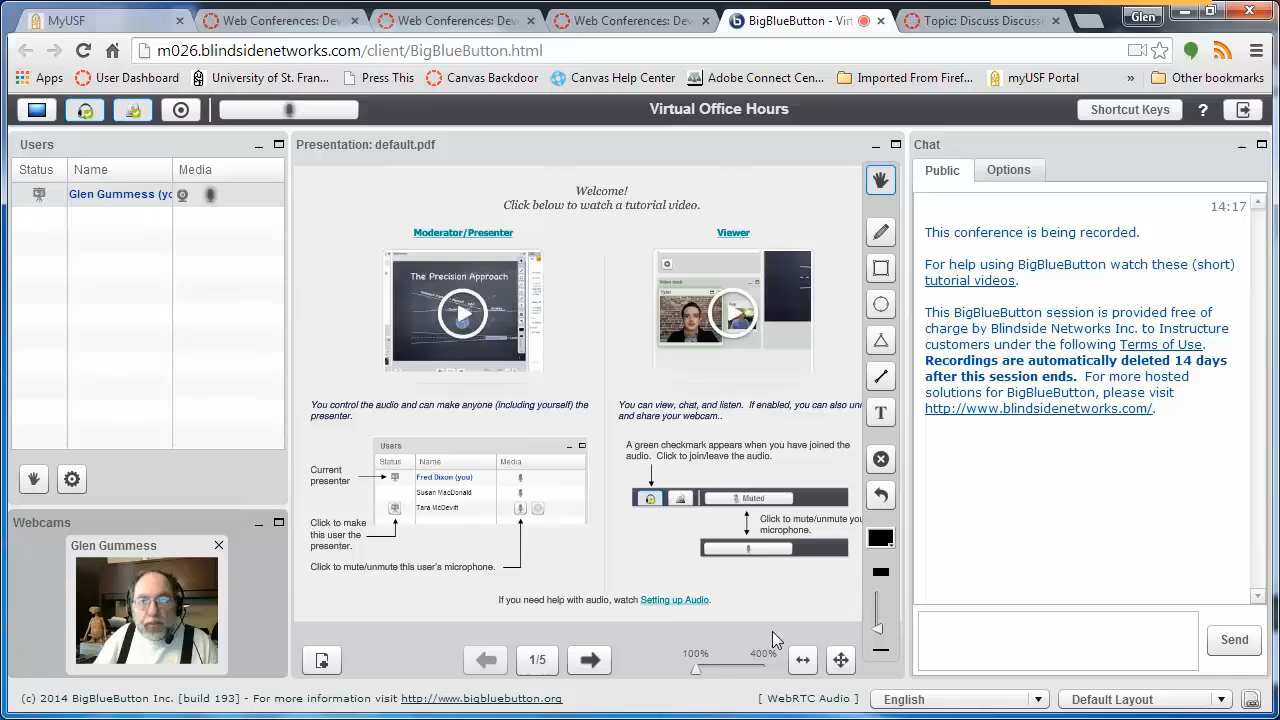 MyUSF
Web Conferences: Dev
Web Conferences: Dev
Web Conferences: Dev
BigBlueButton - Virt
Topic: Discuss Discussi
Glen
m026.blindsidenetworks.com/client/BigBlueButton.html
Apps
User Dashboard
University of St. Fran...
Press This
Canvas Backdoor
Canvas Help Center
Adobe Connect Cen...
Imported From Firef...
myUSF Portal
»
Other bookmarks
Virtual Office Hours
Shortcut Keys
?
Users
Status Name Media
Glen Gummess (yo
Webcams
Glen Gummess
Presentation: default.pdf
Welcome!
Click below to watch a tutorial video.
Moderator/Presenter
The Precision Approach
You control the audio and can make anyone (including yourself) the
presenter.
Users
Status Name Media
Fred Dixon (you)
Susan MacDonald
Tara McDevitt
Current
presenter
Click to make
this user the
presenter.
Click to mute/unmute this user's microphone.
Viewer
Video dock
Tyler
You can view, chat, and listen. If enabled, you can also unm
and share your webcam..
A green checkmark appears when you have joined the
audio. Click to join/leave the audio.
Muted
Click to mute/unmute you
microphone.
If you need help with audio, watch Setting up Audio.
T
1/5
100% 400%
Chat
Public Options
14:17
This conference is being recorded.
For help using BigBlueButton watch these (short)
tutorial videos.
This BigBlueButton session is provided free of
charge by Blindside Networks Inc. to Instructure
customers under the following Terms of Use.
Recordings are automatically deleted 14 days
after this session ends. For more hosted
solutions for BigBlueButton, please visit
http://www.blindsidenetworks.com/.
Send
(c) 2014 BigBlueButton Inc. [build 193] - For more information visit http://www.bigbluebutton.org
[ WebRTC Audio ]
English
Default Layout